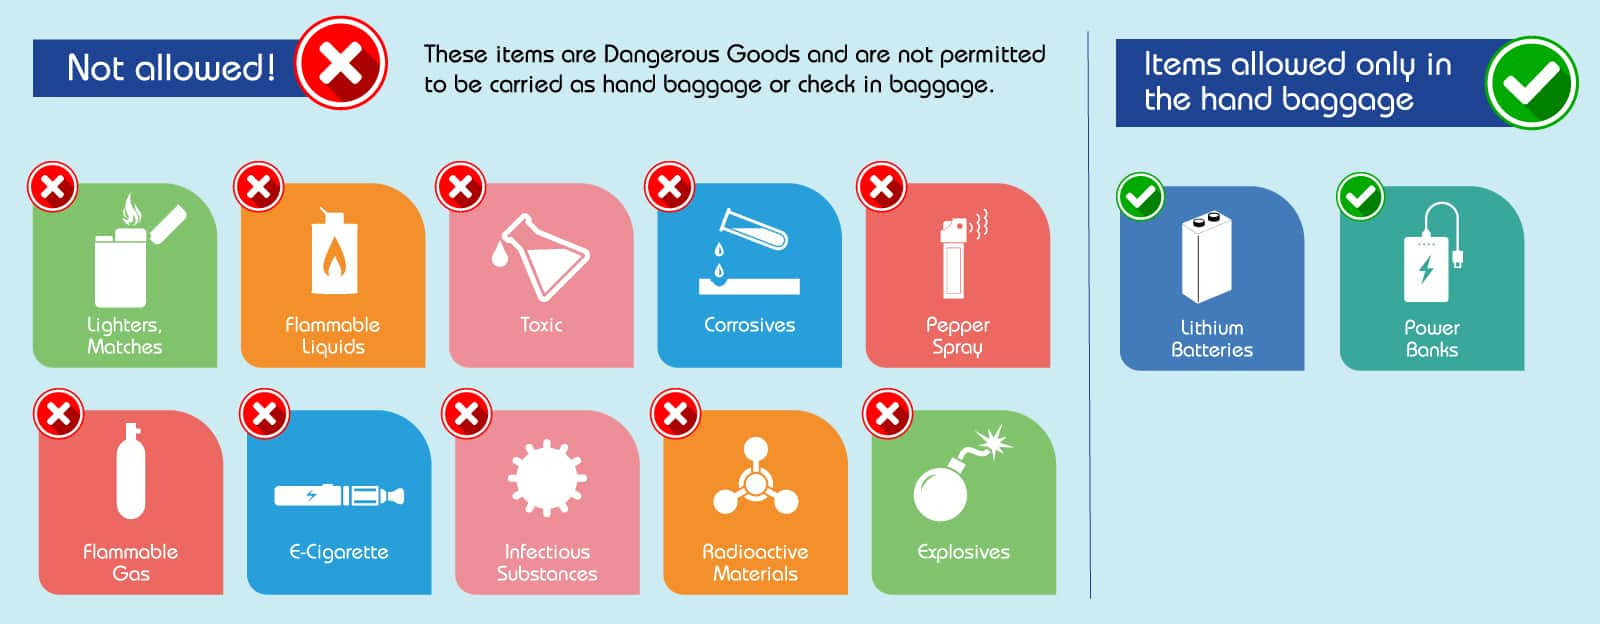 Not allowed!
These items are Dangerous Goods and are not permitted
to be carried as hand baggage or check in baggage.
Items allowed only in
the hand baggage
Lighters,
Matches
Flammable
Liquids
Toxic
Corrosives
Pepper
Spray
Lithium
Batteries
Power
Banks
Flammable
Gas
E-Cigarette
Infectious
Substances
Radioactive
Materials
Explosives